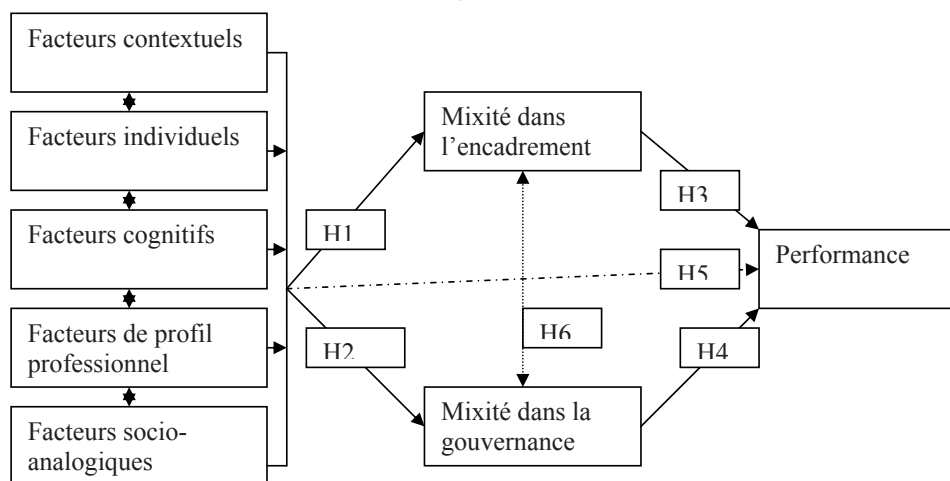 Facteurs contextuels
Facteurs individuels
Facteurs cognitifs
Facteurs de profil
professionnel
Facteurs socio-
analogiques
Mixité dans
l’encadrement
H1
H2
H6
Mixité dans la
gouvernance
H3
H5
H4
Performance